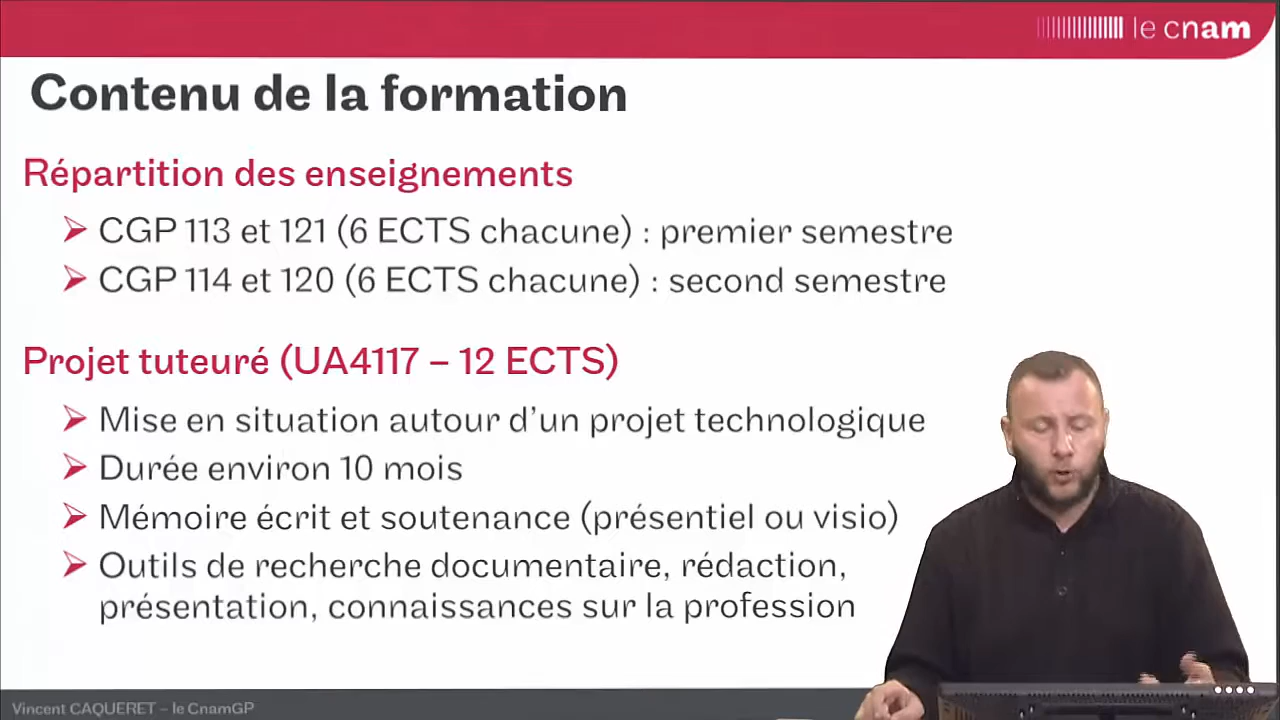 le cnam
Contenu de la formation
Répartition des enseignements
CGP 113 et 121 (6 ECTS chacune) : premier semestre
CGP 114 et 120 (6 ECTS chacune) : second semestre
Projet tuteuré (UA4117 – 12 ECTS)
Mise en situation autour d’un projet technologique
Durée environ 10 mois
Mémoire écrit et soutenance (présentiel ou visio)
Outils de recherche documentaire, rédaction,
présentation, connaissances sur la profession
Vincent CAQUERET – le CnamGP